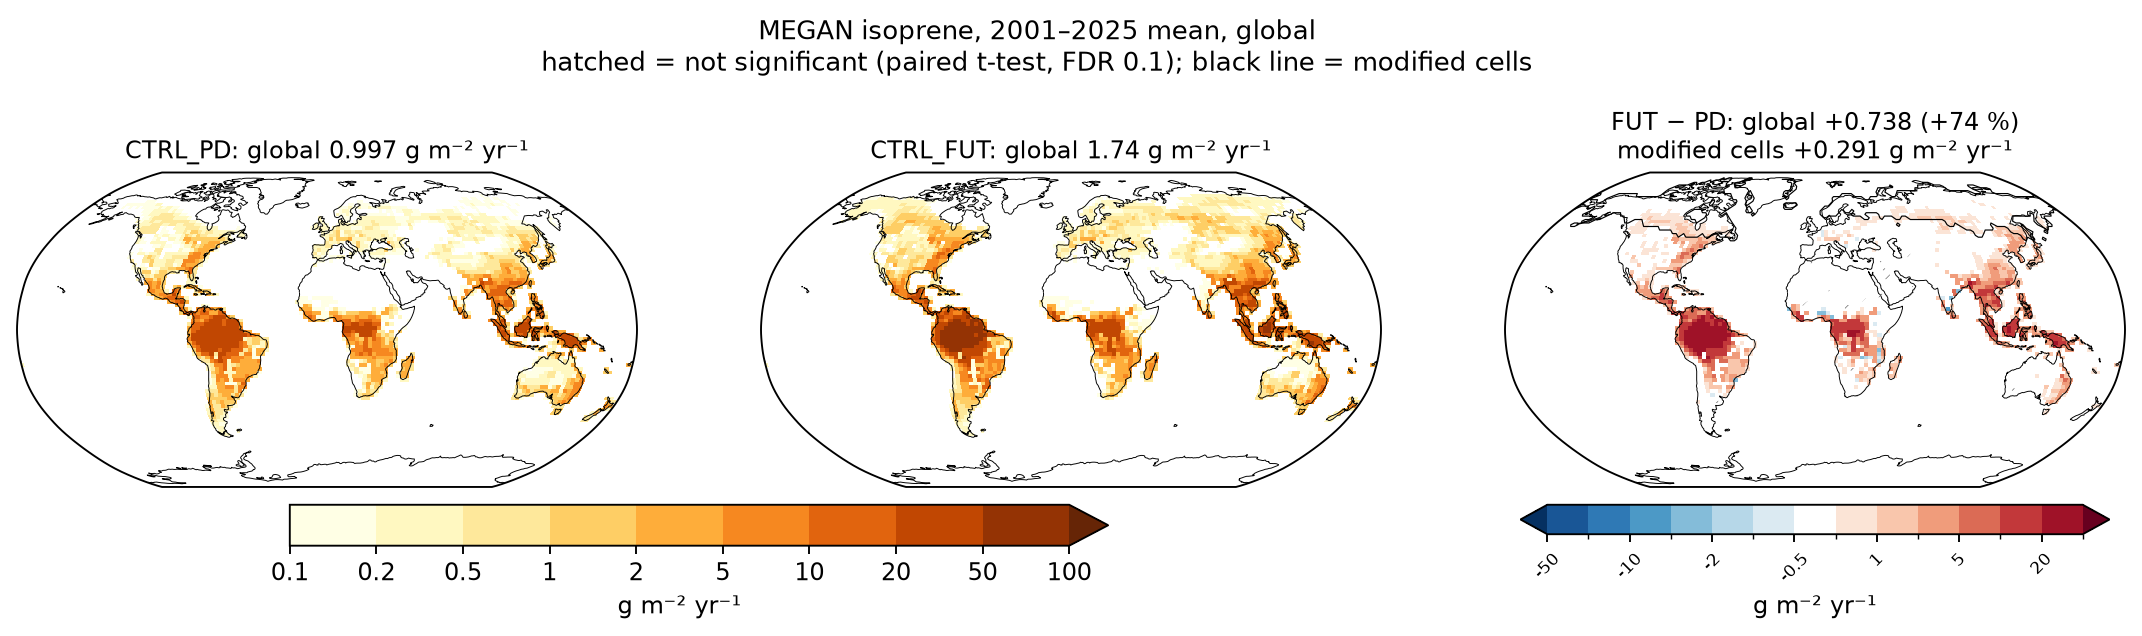 MEGAN isoprene, 2001–2025 mean, global
hatched = not significant (paired t-test, FDR 0.1); black line = modified cells
CTRL_PD: global 0.997 g m⁻² yr⁻¹
CTRL_FUT: global 1.74 g m⁻² yr⁻¹
FUT − PD: global +0.738 (+74 %)
modified cells +0.291 g m⁻² yr⁻¹
0.1 0.2 0.5 1 2 5 10 20 50 100
g m⁻² yr⁻¹
-50 -10 -2 -0.5 1 5 20
g m⁻² yr⁻¹